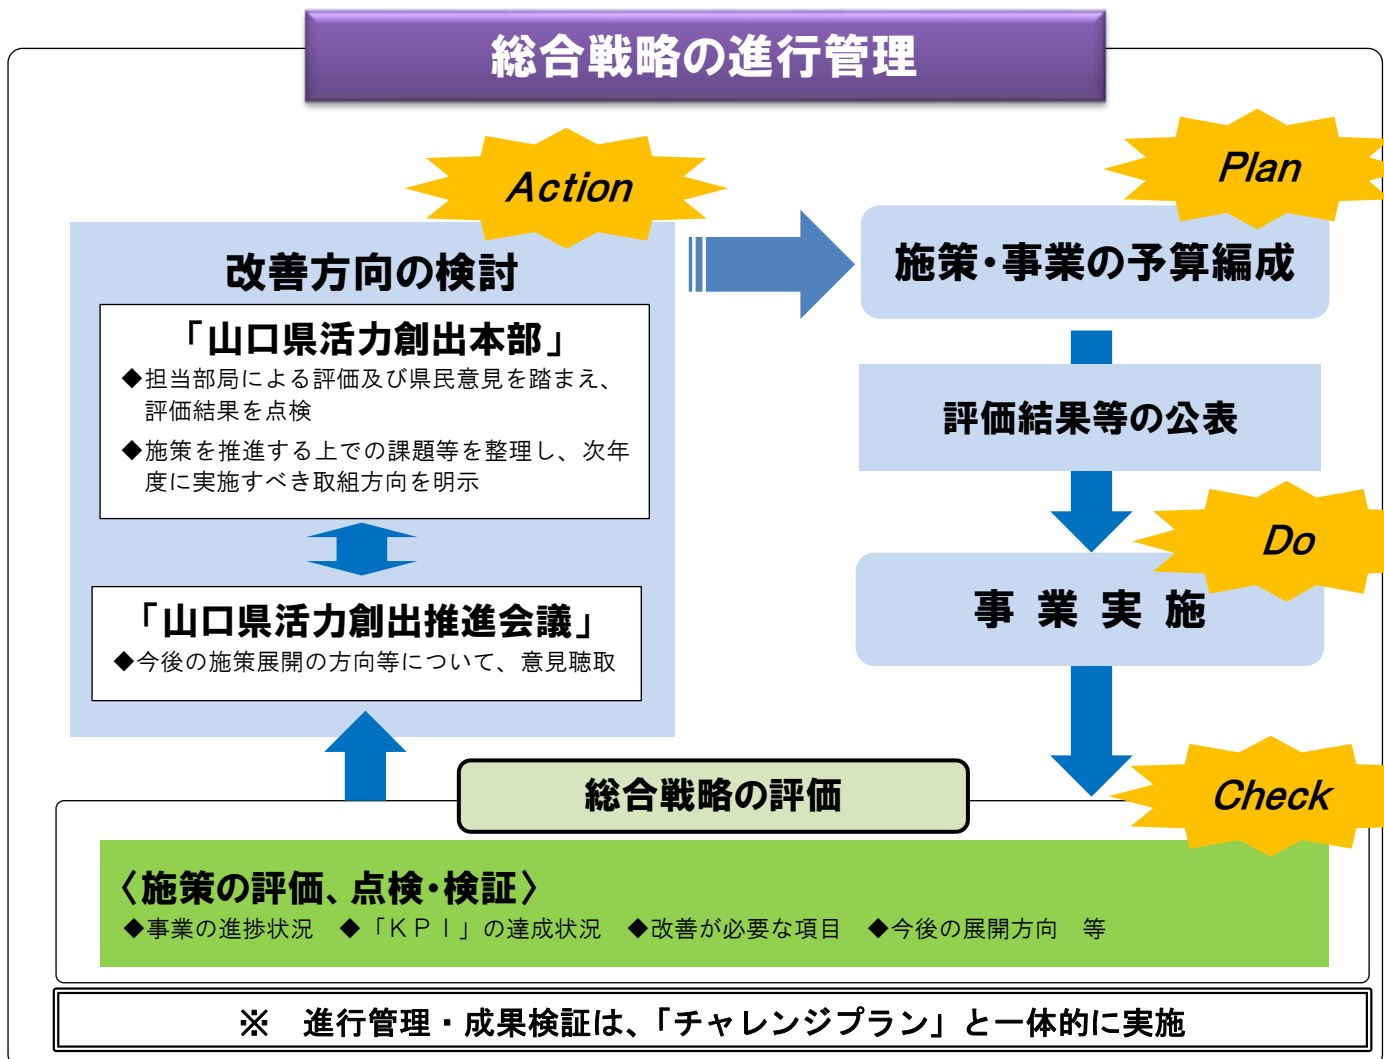 総合戦略の進行管理
Action
Plan
改善方向の検討
「山口県活力創出本部」
◆担当部局による評価及び県民意見を踏まえ、
評価結果を点検
◆施策を推進する上での課題等を整理し、次年
度に実施すべき取組方向を明示
「山口県活力創出推進会議」
◆今後の施策展開の方向等について、意見聴取
施策・事業の予算編成
評価結果等の公表
Do
事業実施
Check
総合戦略の評価
〈施策の評価、点検・検証〉
◆事業の進捗状況　◆「ＫＰＩ」の達成状況　◆改善が必要な項目　◆今後の展開方向　等
※　進行管理・成果検証は、「チャレンジプラン」と一体的に実施